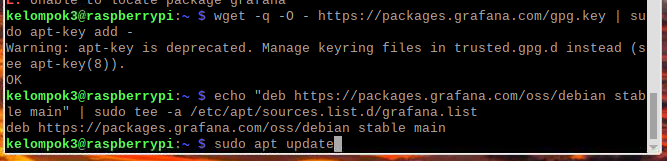 E: Unable to locate package grafana
kelompok3@raspberrypi:~ $ wget -q -O - https://packages.grafana.com/gpg.key | su
do apt-key add -
Warning: apt-key is deprecated. Manage keyring files in trusted.gpg.d instead (s
ee apt-key(8)).
OK
kelompok3@raspberrypi:~ $ echo "deb https://packages.grafana.com/oss/debian stab
le main" | sudo tee -a /etc/apt/sources.list.d/grafana.list
deb https://packages.grafana.com/oss/debian stable main
kelompok3@raspberrypi:~ $ sudo apt update